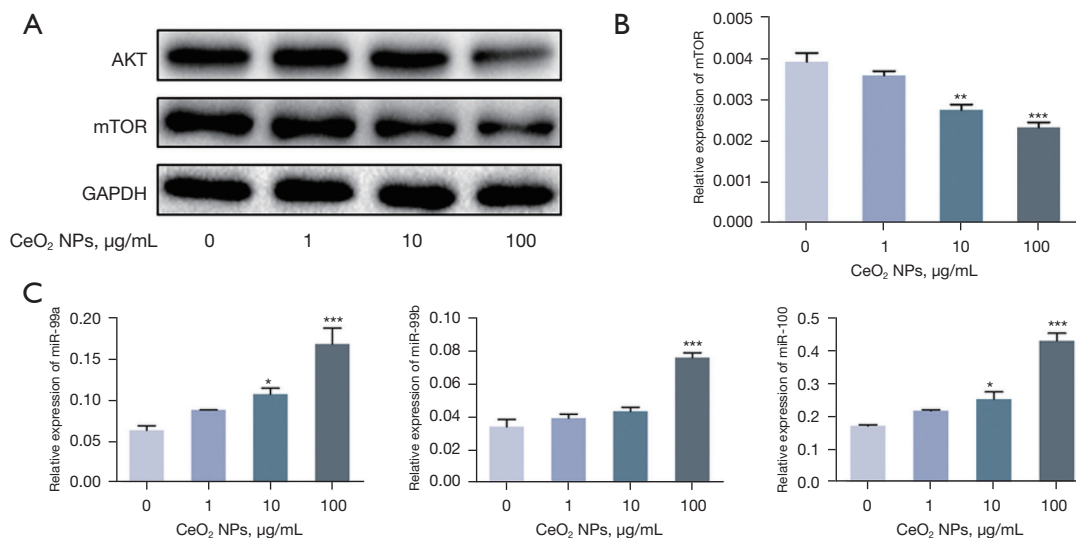 A
AKT
mTOR
GAPDH
CeO₂ NPs, µg/mL 0 1 10 100
B
Relative expression of mTOR
0.004
0.003
0.002
0.001
0.000
**
***
0 1 10 100
CeO₂ NPs, µg/mL
C
Relative expression of miR-99a
0.20
0.15
0.10
0.05
0.00
*
***
0 1 10 100
CeO₂ NPs, µg/mL
Relative expression of miR-99b
0.10
0.08
0.06
0.04
0.02
0.00
***
0 1 10 100
CeO₂ NPs, µg/mL
Relative expression of miR-100
0.5
0.4
0.3
0.2
0.1
0.0
*
***
0 1 10 100
CeO₂ NPs, µg/mL